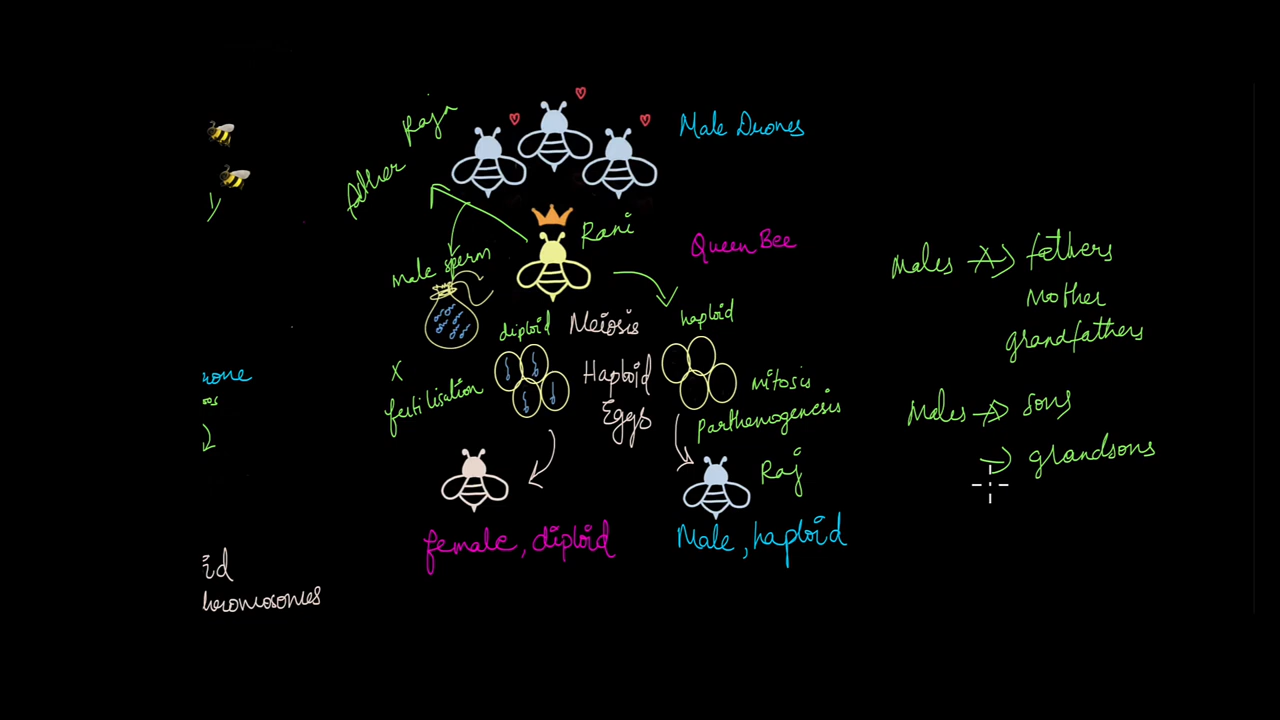 Male Drones
Raja
father
Rani
Queen Bee
Male sperm
diploid
Meiosis
haploid
Haploid
Eggs
X
fertilisation
mitosis
parthenogenesis
Raj
female, diploid
Male, haploid
Males → fathers
Mother
grandfathers
Males → sons
→ grandsons
id